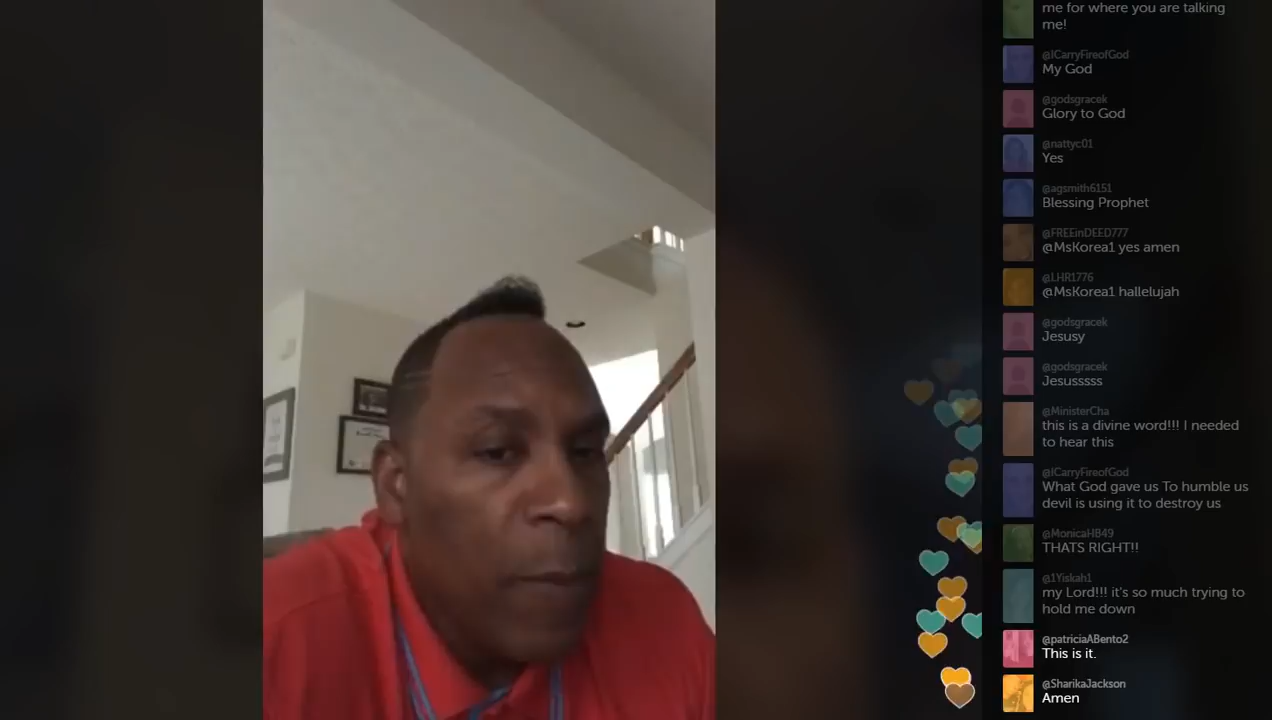 me for where you are talking
me!
@ICarryFireofGod
My God
@godsgracek
Glory to God
@nattyc01
Yes
@agsmith6151
Blessing Prophet
@FREEinDEED777
@MsKorea1 yes amen
@LHR1776
@MsKorea1 hallelujah
@godsgracek
Jesusy
@godsgracek
Jesusssss
@MinisterCha
this is a divine word!!! I needed
to hear this
@ICarryFireofGod
What God gave us To humble us
devil is using it to destroy us
@MonicaHB49
THATS RIGHT!!
@1Yiskah1
my Lord!!! it's so much trying to
hold me down
@patriciaABento2
This is it.
@SharikaJackson
Amen